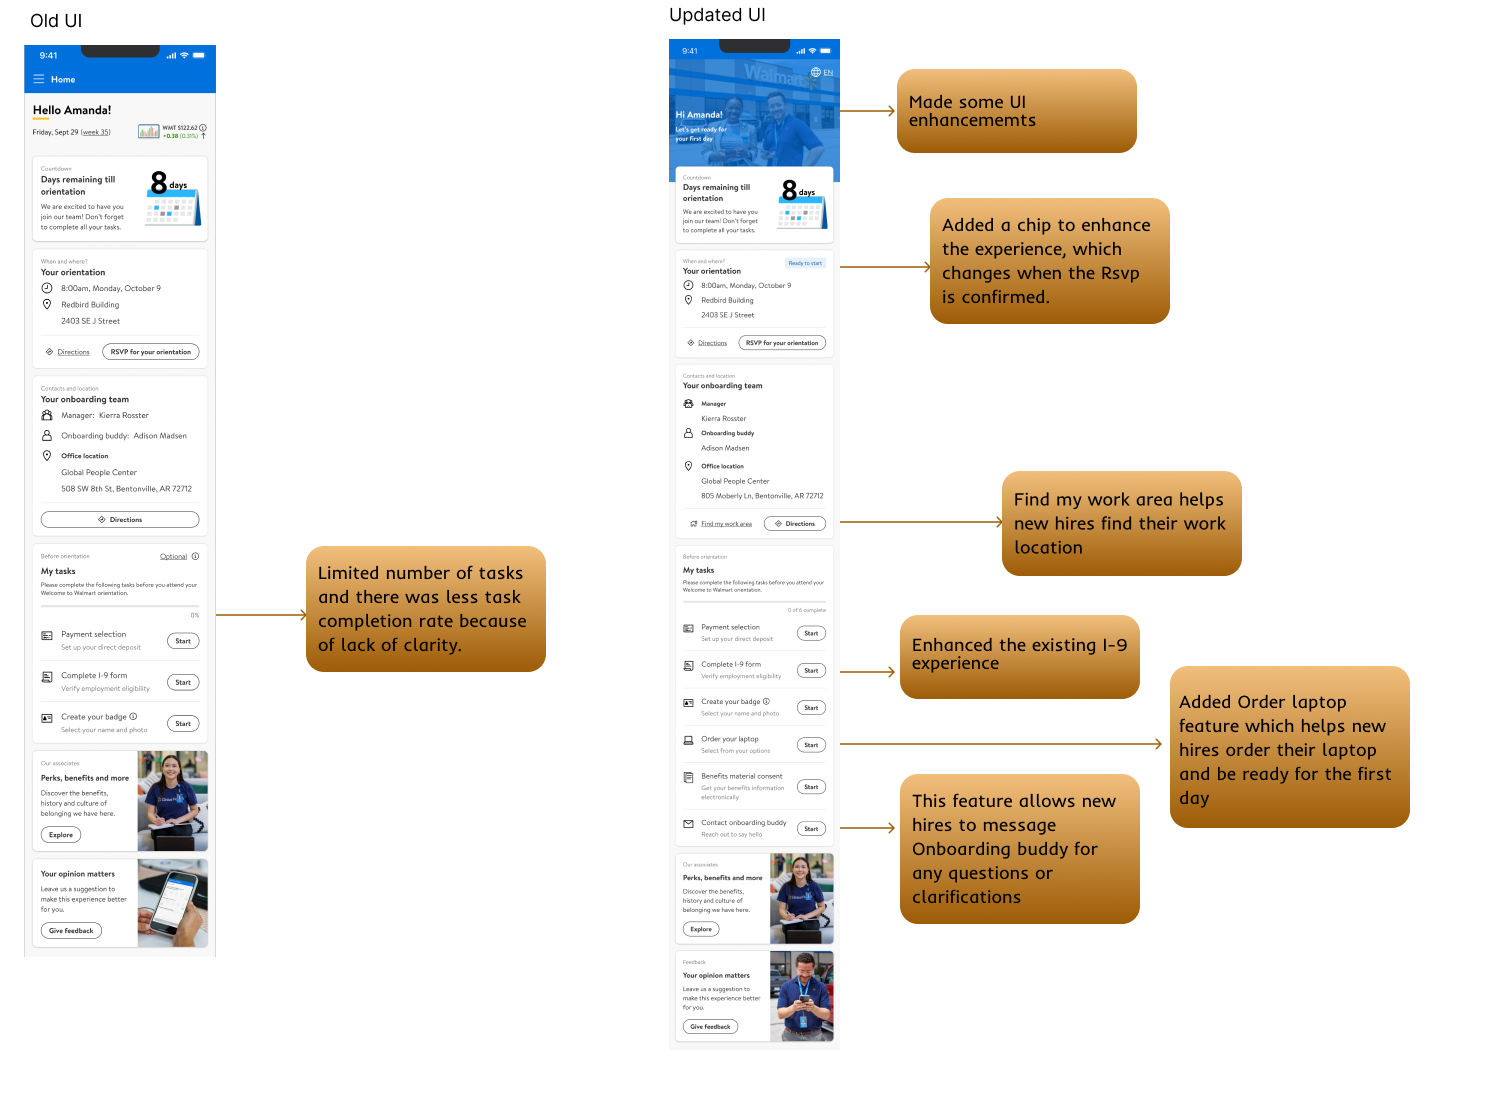 Old UI
9:41
Home
Hello Amanda!
Friday, Sept 29 (week 35)
WMT $122.62
+0.38 (0.31%)
Countdown
Days remaining till
orientation
We are excited to have you
join our team! Don't forget
to complete all your tasks.
8 days
When and where?
Your orientation
8:00am, Monday, October 9
Redbird Building
2403 SE J Street
Directions
RSVP for your orientation
Contacts and location
Your onboarding team
Manager: Kierra Rosster
Onboarding buddy: Adison Madsen
Office location
Global People Center
508 SW 8th St, Bentonville, AR 72712
Directions
Before orientation
Optional
My tasks
Please complete the following tasks before you attend your
Welcome to Walmart orientation.
0%
Payment selection
Set up your direct deposit
Start
Complete I-9 form
Verify employment eligibility
Start
Create your badge
Select your name and photo
Start
Our associates
Perks, benefits and more
Discover the benefits,
history and culture of
belonging we have here.
Explore
Your opinion matters
Leave us a suggestion to
make this experience better
for you.
Give feedback
Limited number of tasks
and there was less task
completion rate because
of lack of clarity.
Updated UI
9:41
Walmart
EN
Hi Amanda!
Let's get ready for
your first day
Countdown
Days remaining till
orientation
We are excited to have you
join our team! Don't forget
to complete all your tasks.
8 days
When and where?
Ready to start
Your orientation
8:00am, Monday, October 9
Redbird Building
2403 SE J Street
Directions
RSVP for your orientation
Contacts and location
Your onboarding team
Manager
Kierra Rosster
Onboarding buddy
Adison Madsen
Office location
Global People Center
805 Moberly Ln, Bentonville, AR 72712
Find my work area
Directions
Before orientation
My tasks
Please complete the following tasks before you attend your
Welcome to Walmart orientation.
0 of 6 complete
Payment selection
Set up your direct deposit
Start
Complete I-9 form
Verify employment eligibility
Start
Create your badge
Select your name and photo
Start
Order your laptop
Select from your options
Start
Benefits material consent
Get your benefits information
electronically
Start
Contact onboarding buddy
Reach out to say hello
Start
Our associates
Perks, benefits and more
Discover the benefits,
history and culture of
belonging we have here.
Explore
Feedback
Your opinion matters
Leave us a suggestion to
make this experience better
for you.
Give feedback
Made some UI
enhancememts
Added a chip to enhance
the experience, which
changes when the Rsvp
is confirmed.
Find my work area helps
new hires find their work
location
Enhanced the existing I-9
experience
Added Order laptop
feature which helps new
hires order their laptop
and be ready for the first
day
This feature allows new
hires to message
Onboarding buddy for
any questions or
clarifications